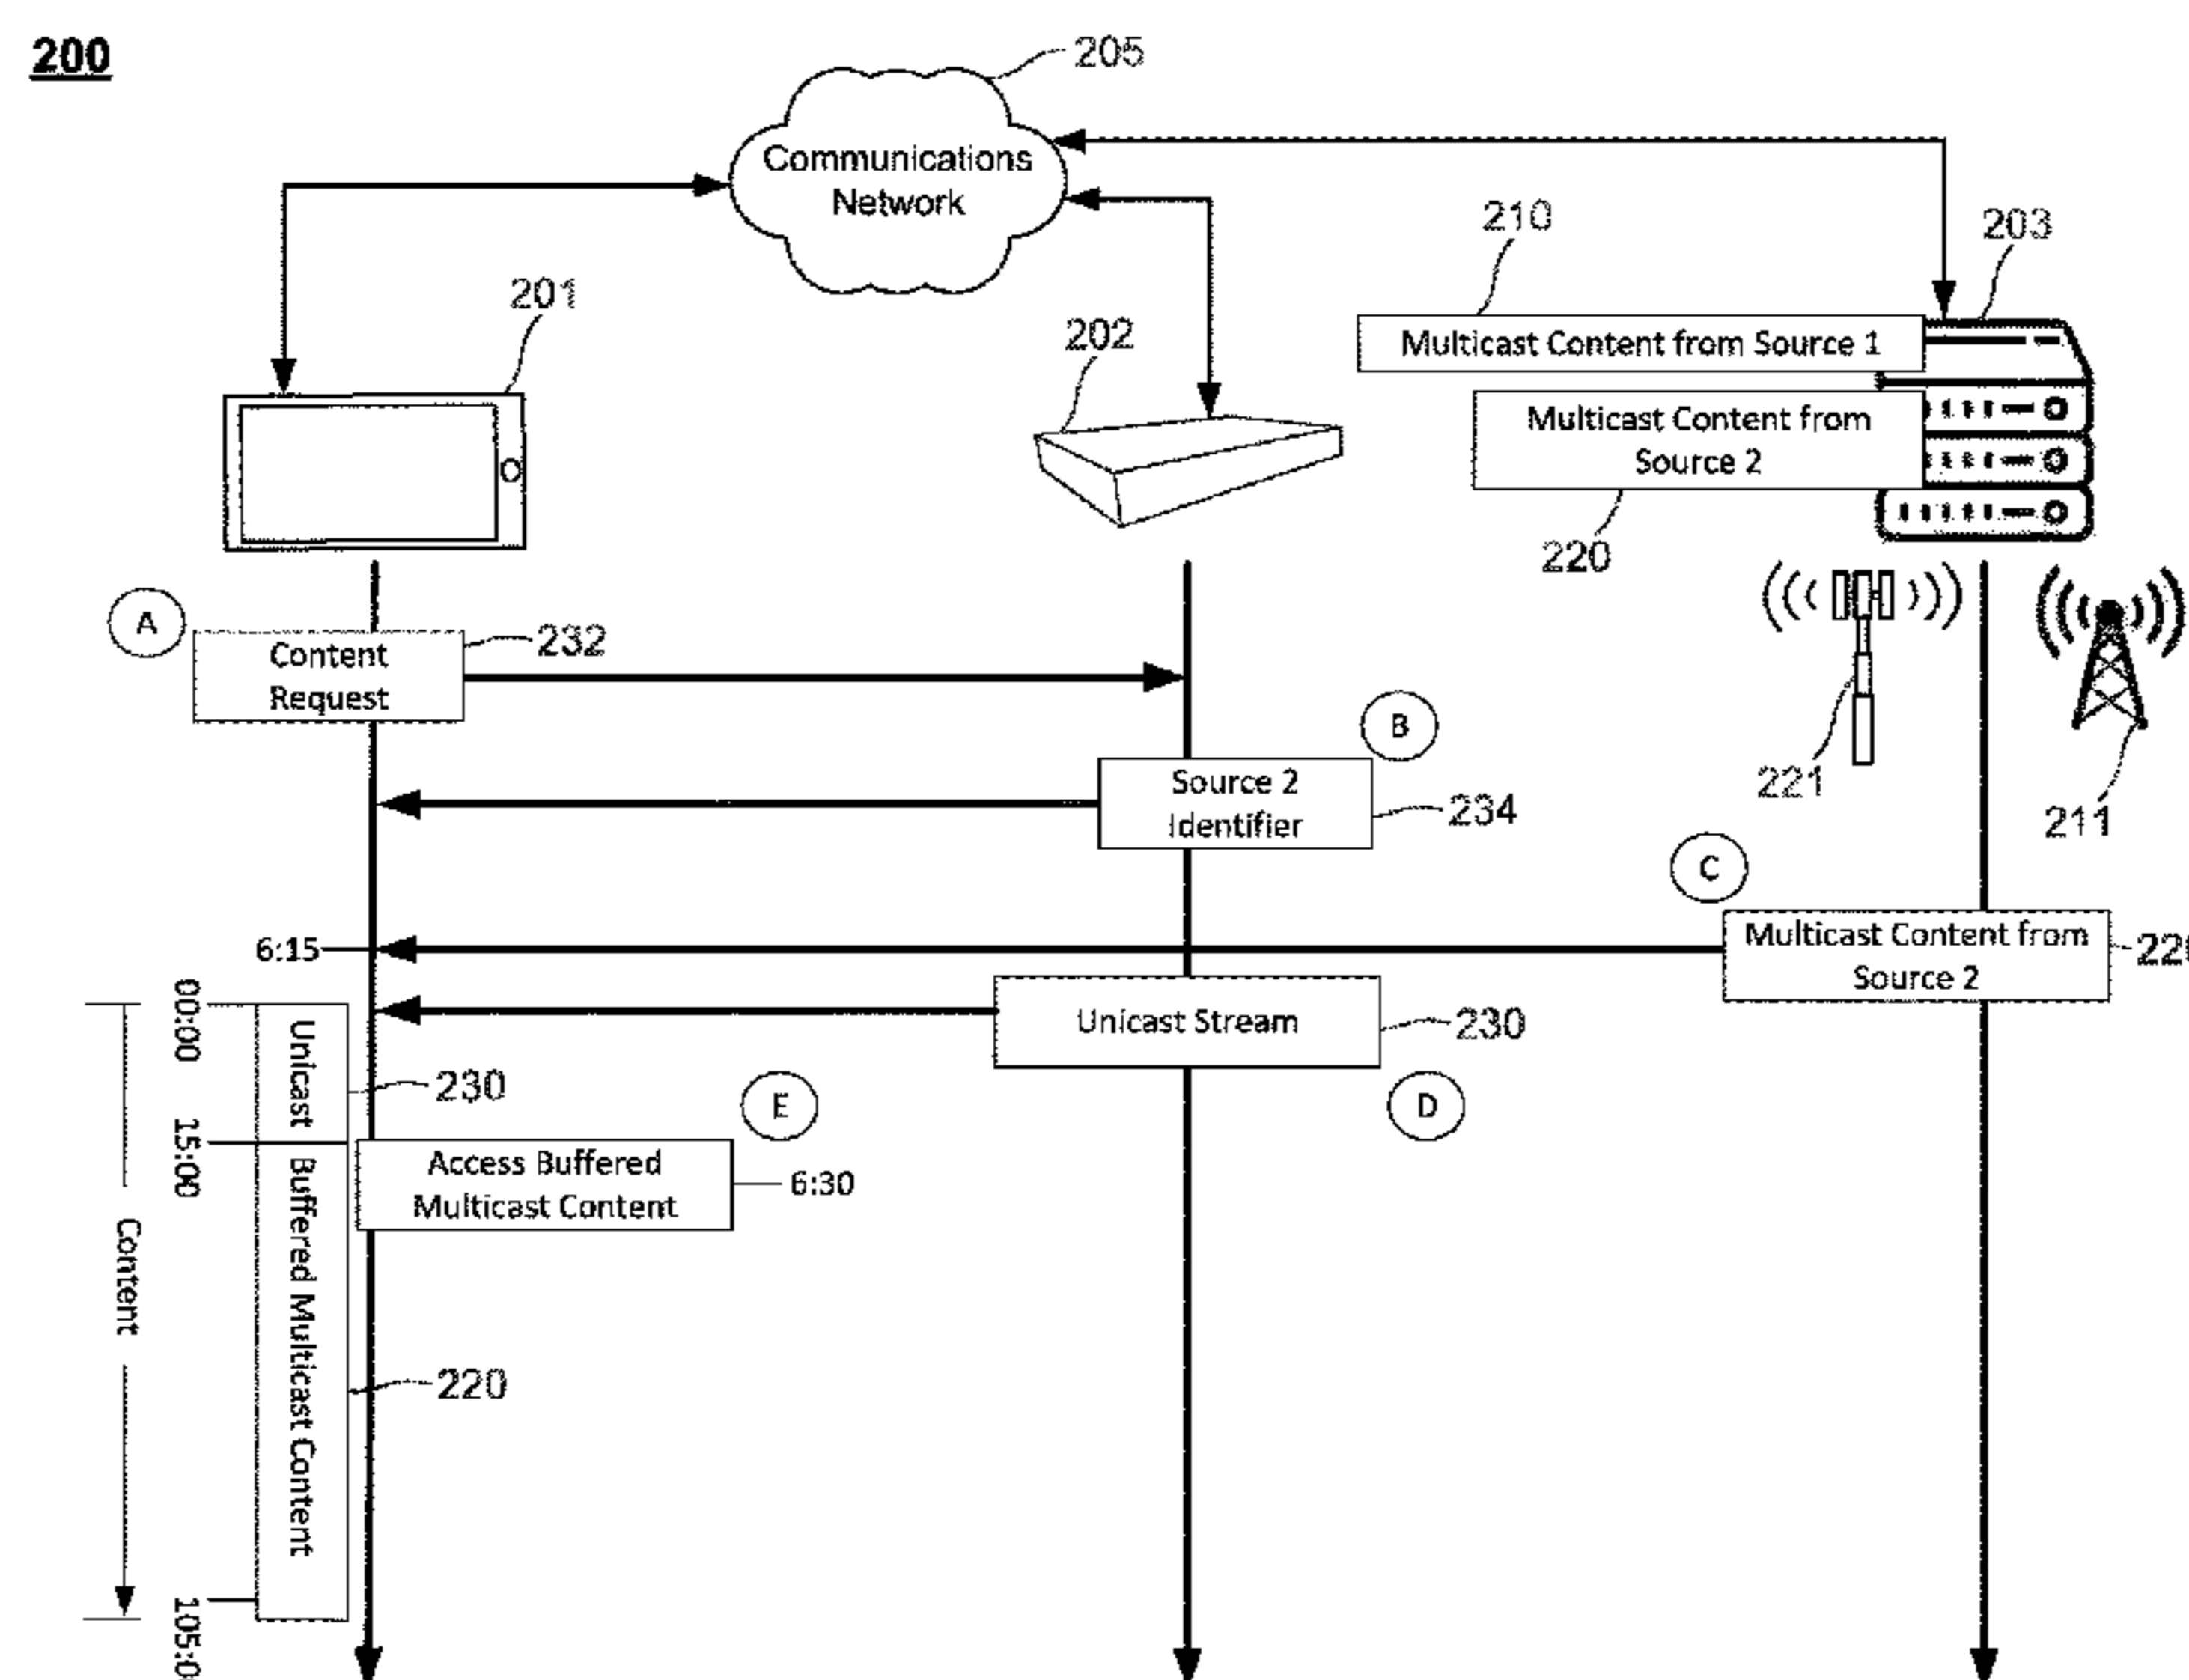 200
205
Communications
Network
210
203
201
202
Multicast Content from Source 1
Multicast Content from
Source 2
220
A
Content
Request
232
B
Source 2
Identifier
234
221
211
C
6:15
Multicast Content from
Source 2
Unicast Stream
230
D
00:00
Unicast
230
E
15:00
Access Buffered
Multicast Content
6:30
Content
Buffered Multicast Content
220
105:0